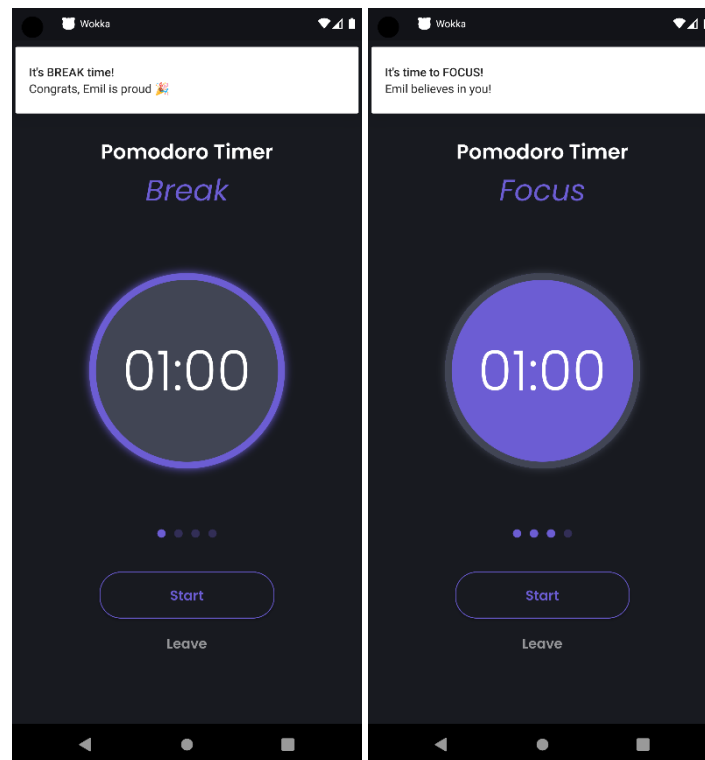 Wokka
It's BREAK time!
Congrats, Emil is proud 🎉
Pomodoro Timer
Break
01:00
Start
Leave
Wokka
It's time to FOCUS!
Emil believes in you!
Pomodoro Timer
Focus
01:00
Start
Leave